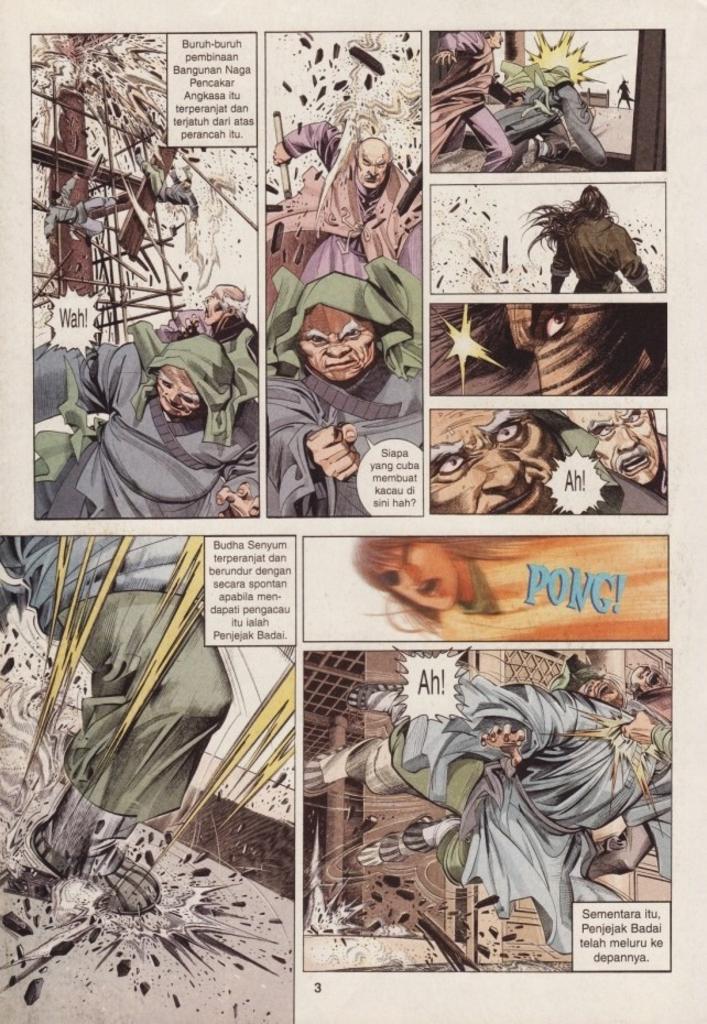 Buruh-buruh
pembinaan
Bangunan Naga
Pencakar
Angkasa itu
terperanjat dan
terjatuh dari atas
perancah itu.
Wah!
Siapa
yang cuba
membuat
kacau di
sini hah?
Ah!
Budha Senyum
terperanjat dan
berundur dengan
secara spontan
apabila men-
dapati pengacau
itu ialah
Penjejak Badai.
PONG!
Ah!
Sementara itu,
Penjejak Badai
telah meluru ke
depannya.
3